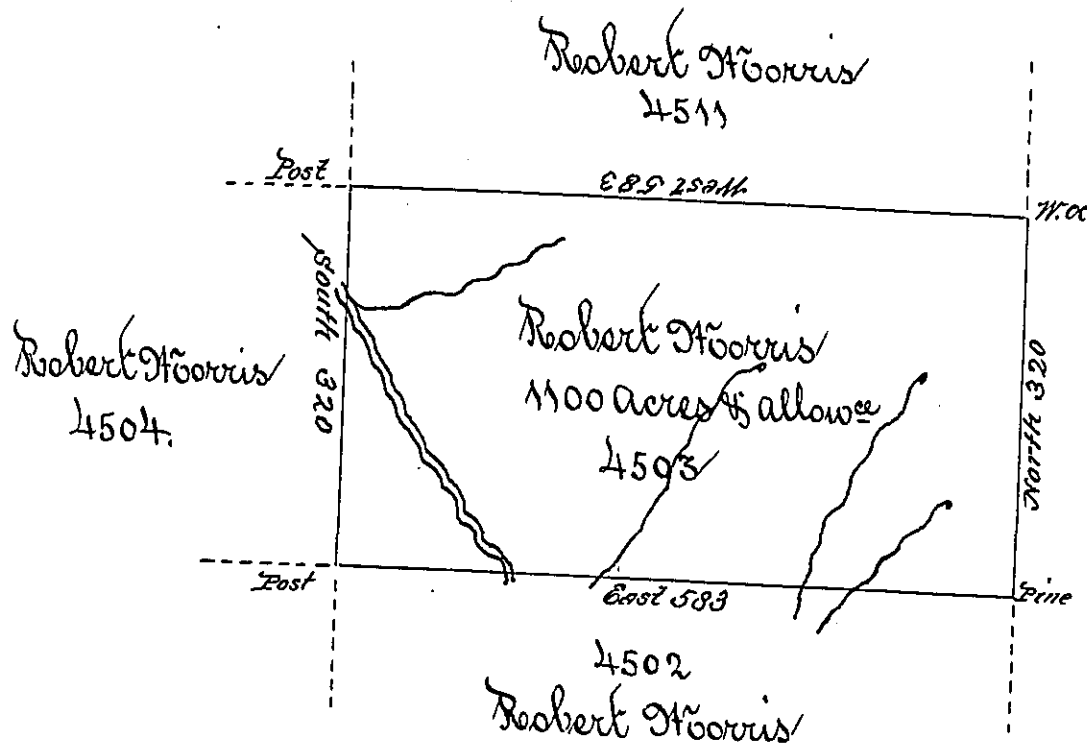 Robert Morris
4511
Post
West 583
W.O
South 320
Robert Morris
4504.
Robert Morris
1100 Acres & allowce
4503
North 320
Post
East 583
Pine
4502
Robert Morris